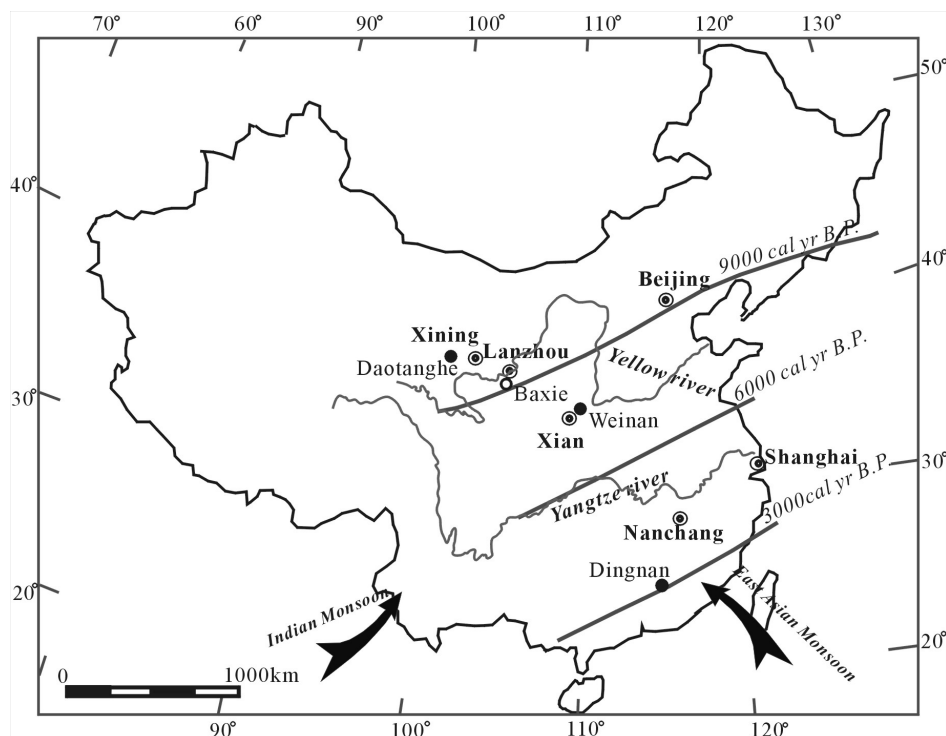 70° 60° 90° 100° 110° 120° 130°
50°
40°
9000 cal yr B.P.
40°
Beijing
Xining
Lanzhou
Daotanghe
Yellow river
6000 cal yr B.P.
30°
Baxie
Weinan
Xian
Shanghai
30°
Yangtze river
3000cal yr B.P.
Nanchang
Dingnan
20°
East Asian Monsoon
Indian Monsoon
20°
0 1000km
90° 100° 110° 120°